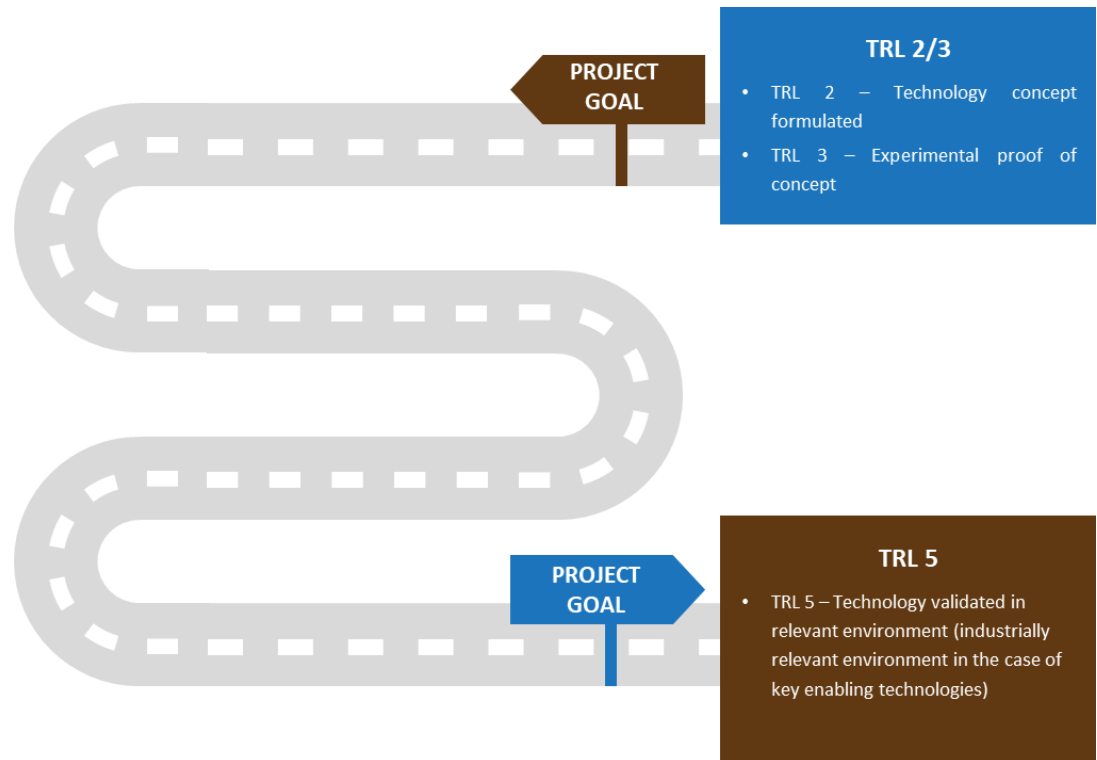 PROJECT
GOAL
TRL 2/3
• TRL 2 – Technology concept
formulated
• TRL 3 – Experimental proof of
concept
PROJECT
GOAL
TRL 5
• TRL 5 – Technology validated in
relevant environment (industrially
relevant environment in the case of
key enabling technologies)